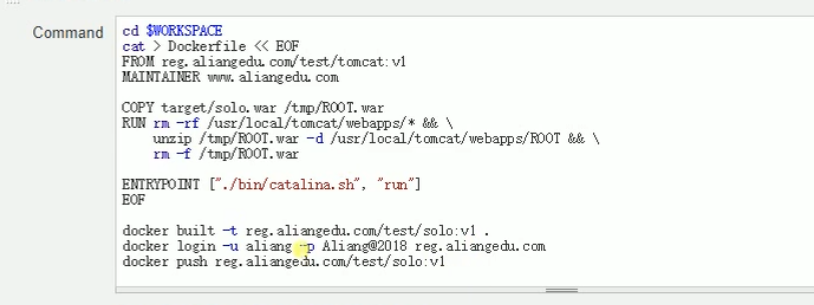 Command
cd $WORKSPACE
cat > Dockerfile << EOF
FROM reg.aliangedu.com/test/tomcat:v1
MAINTAINER www.aliangedu.com
COPY target/solo.war /tmp/ROOT.war
RUN rm -rf /usr/local/tomcat/webapps/* && \
unzip /tmp/ROOT.war -d /usr/local/tomcat/webapps/ROOT && \
rm -f /tmp/ROOT.war
ENTRYPOINT ["./bin/catalina.sh", "run"]
EOF
docker built -t reg.aliangedu.com/test/solo:v1 .
docker login -u aliang -p Aliang@2018 reg.aliangedu.com
docker push reg.aliangedu.com/test/solo:v1